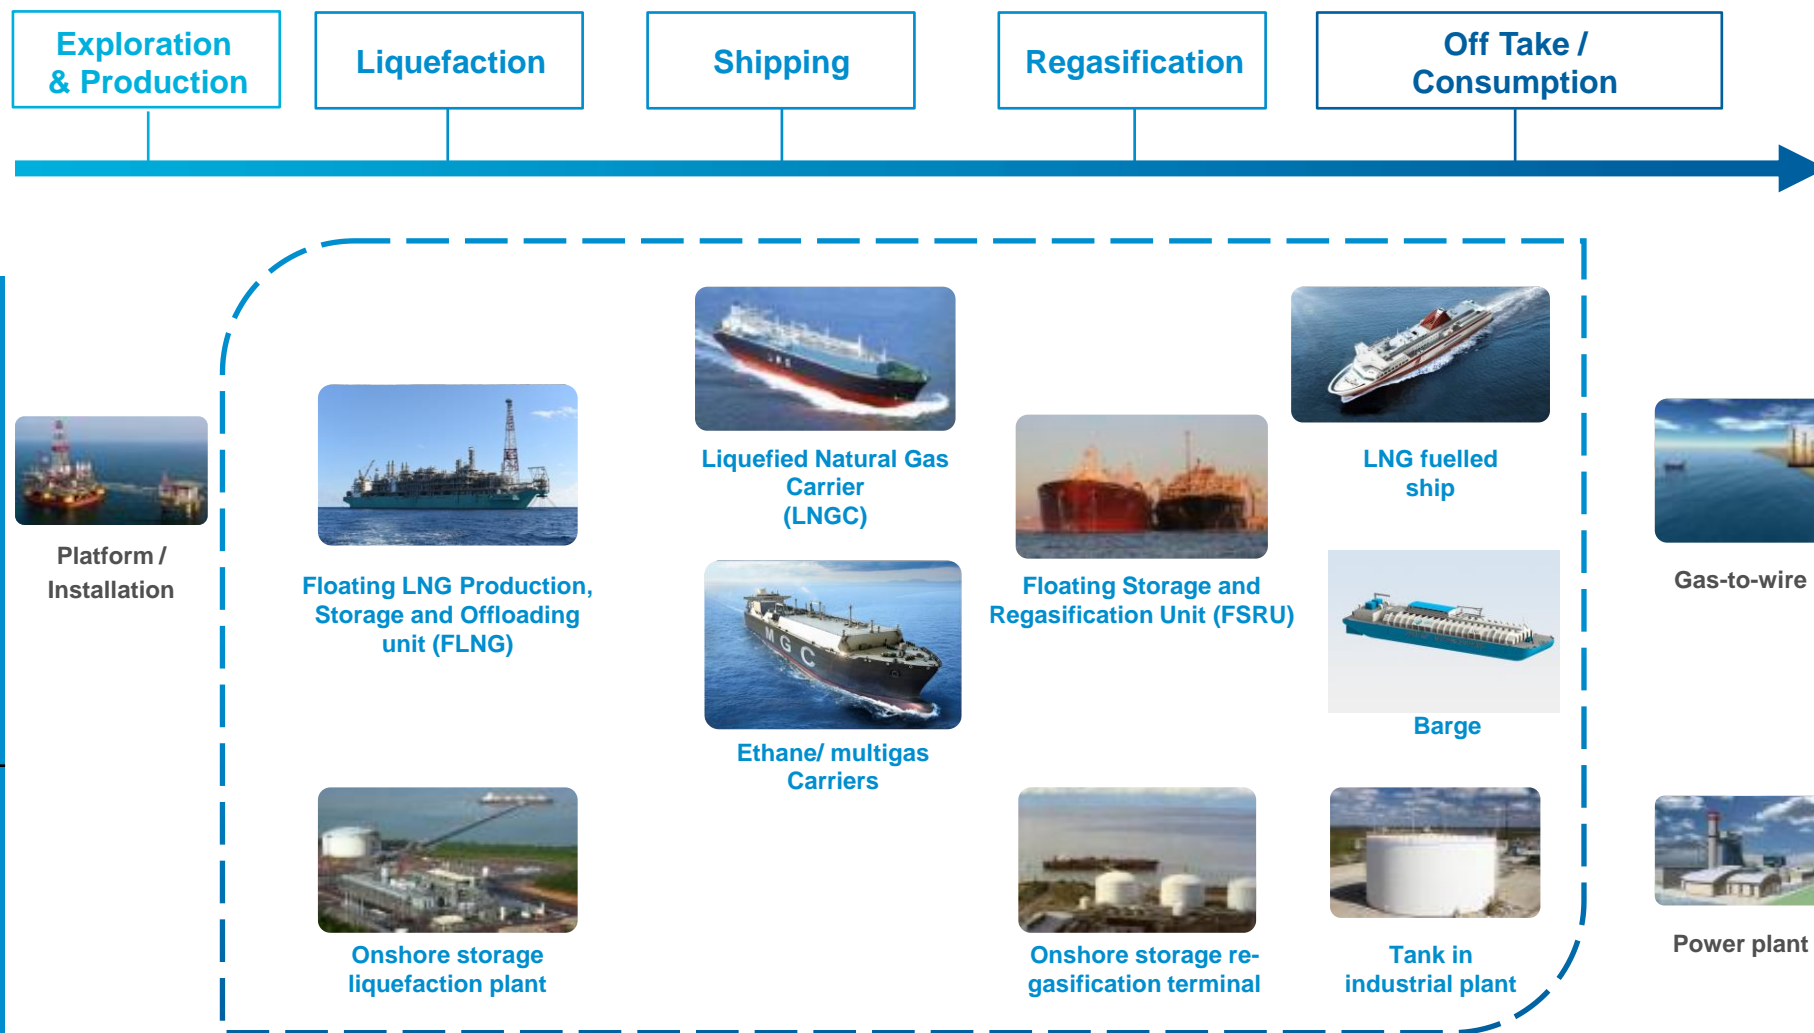 Exploration
& Production
Liquefaction
Shipping
Regasification
Off Take /
Consumption
Platform /
Installation
Floating LNG Production,
Storage and Offloading
unit (FLNG)
Onshore storage
liquefaction plant
Liquefied Natural Gas
Carrier
(LNGC)
MGC
Ethane/ multigas
Carriers
Floating Storage and
Regasification Unit (FSRU)
Onshore storage re-
gasification terminal
LNG fuelled
ship
Barge
Tank in
industrial plant
Gas-to-wire
Power plant